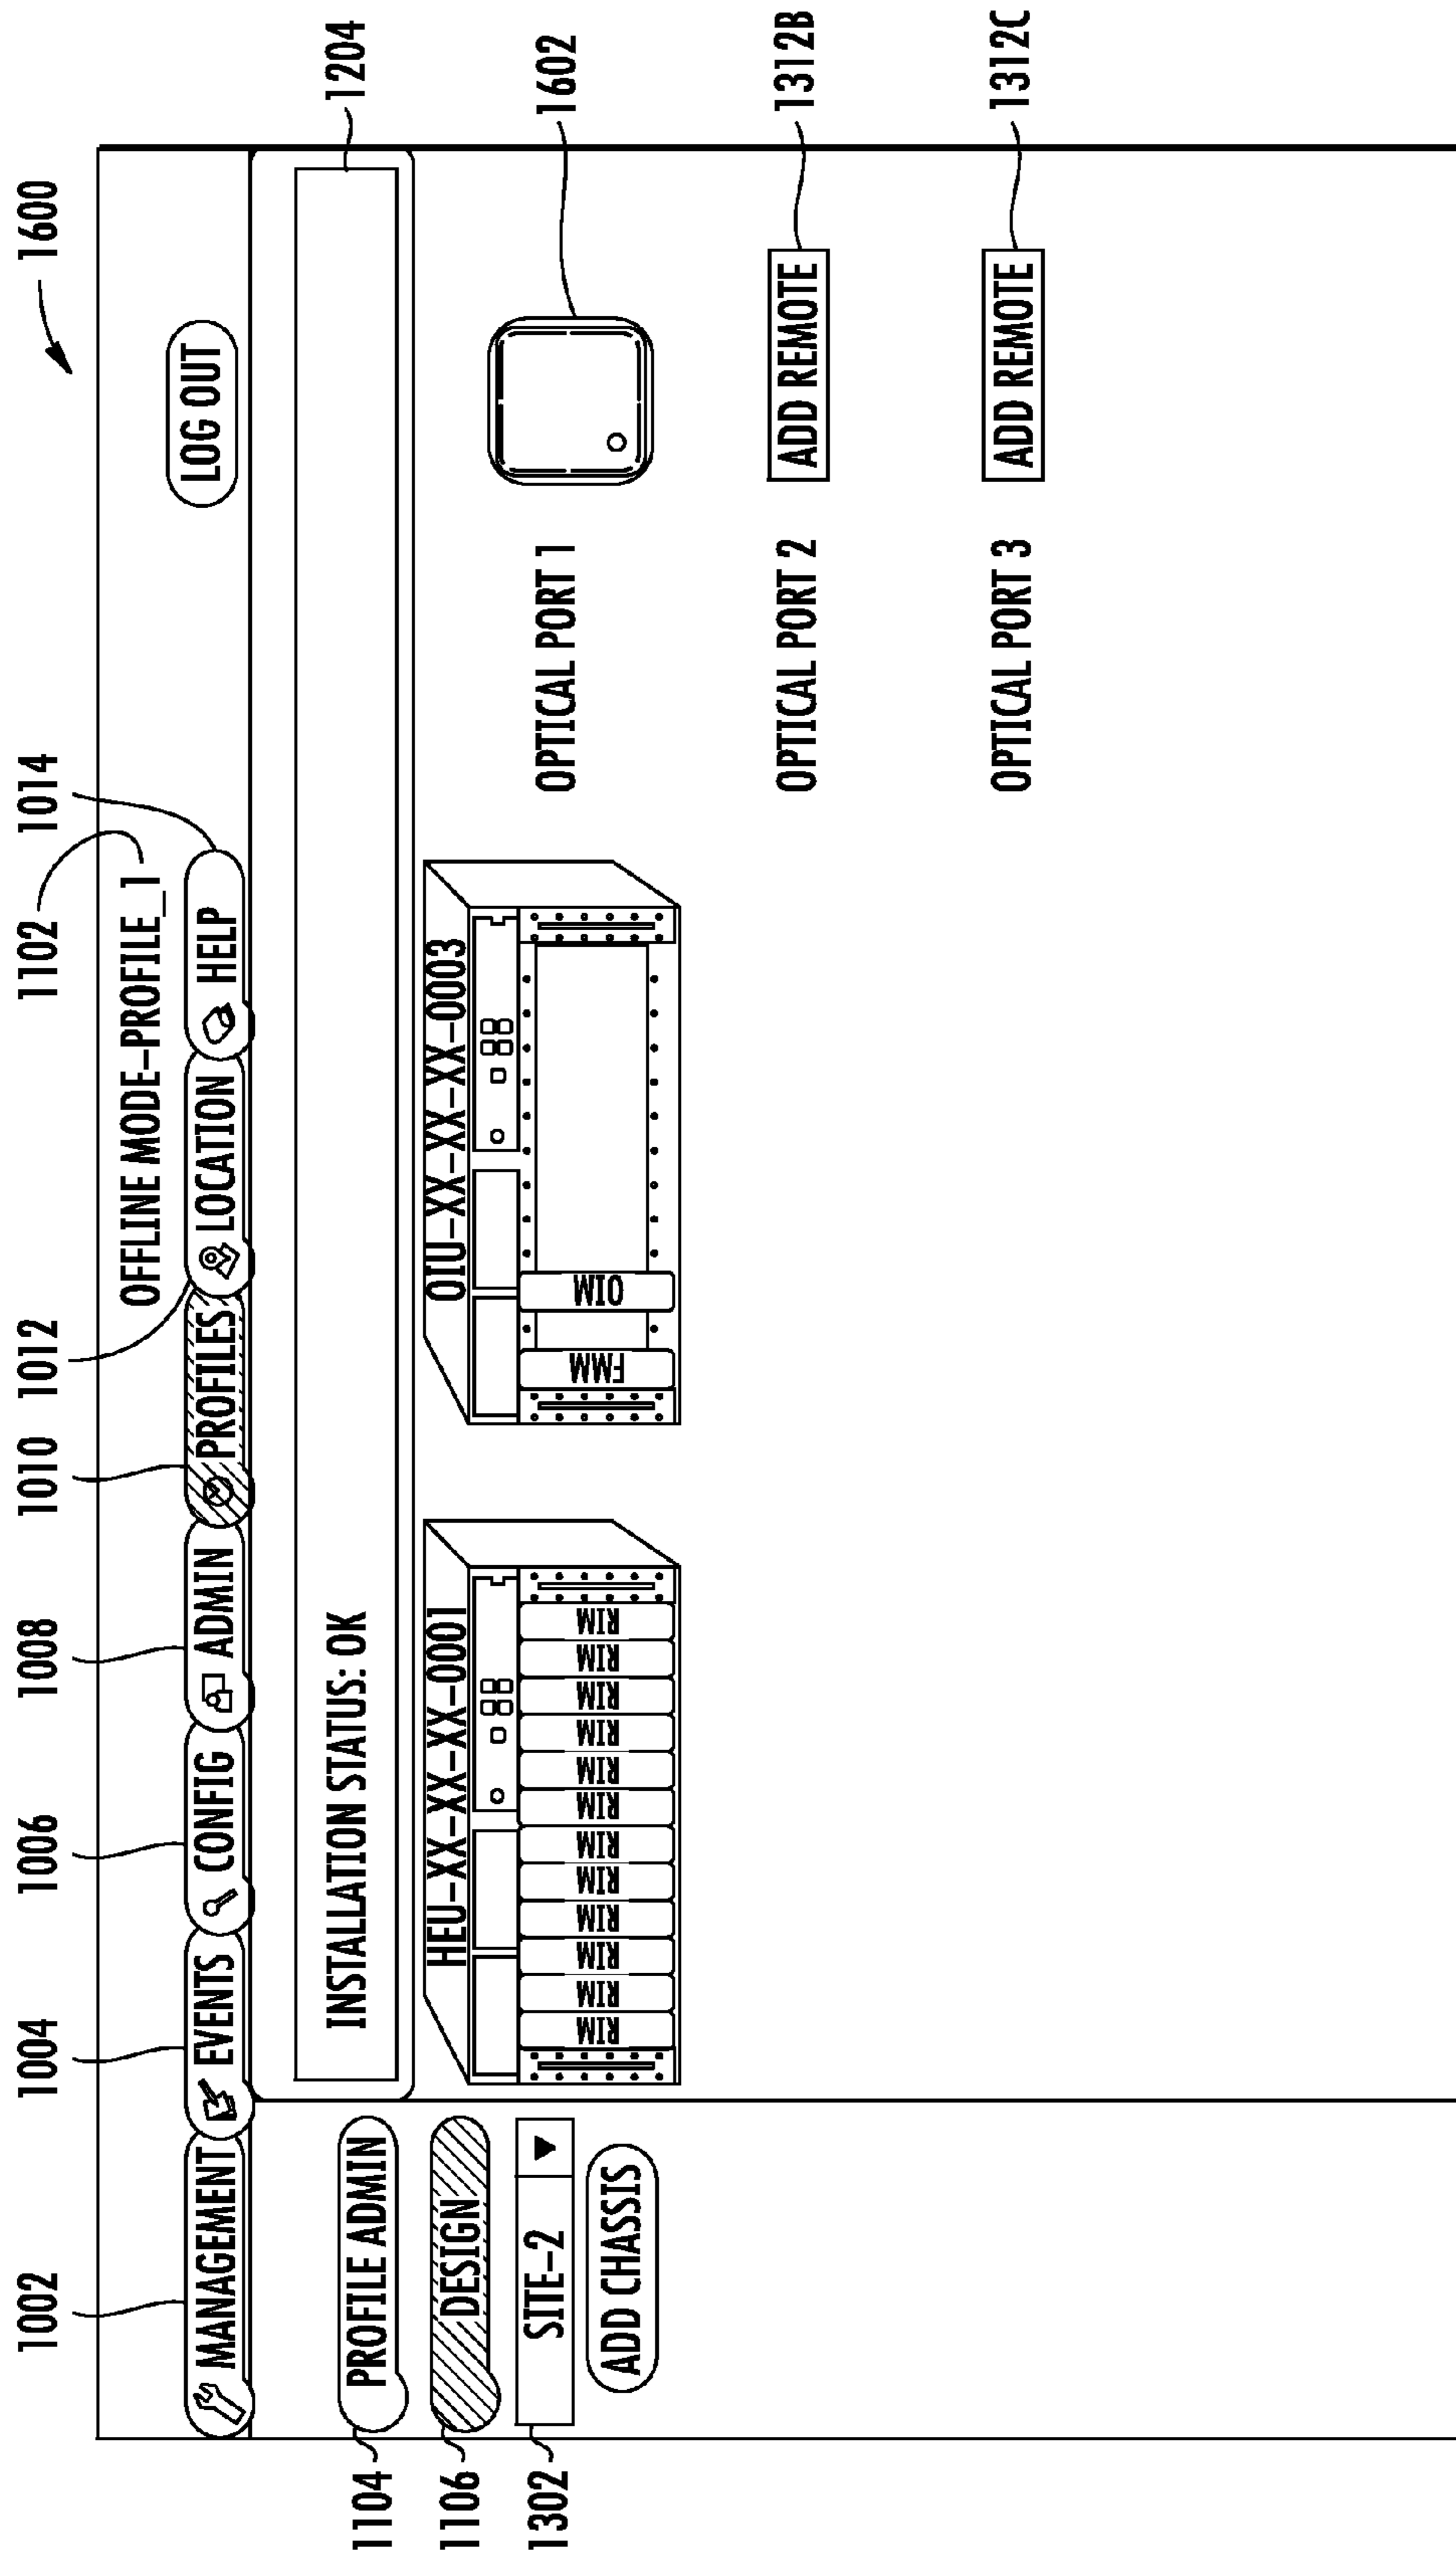 1600
1002
1004
1006
1008
1010
1012
1102
1014
OFFLINE MODE–PROFILE_1
MANAGEMENT
EVENTS
CONFIG
ADMIN
PROFILES
LOCATION
HELP
LOG OUT
1104
PROFILE ADMIN
INSTALLATION STATUS: OK
1204
1106
DESIGN
1302
SITE–2
ADD CHASSIS
HEU–XX–XX–XX–0001
RIM
RIM
RIM
RIM
RIM
RIM
RIM
RIM
RIM
RIM
RIM
RIM
OIU–XX–XX–XX–0003
FMM
OIM
OPTICAL PORT 1
1602
OPTICAL PORT 2
ADD REMOTE
1312B
OPTICAL PORT 3
ADD REMOTE
1312C